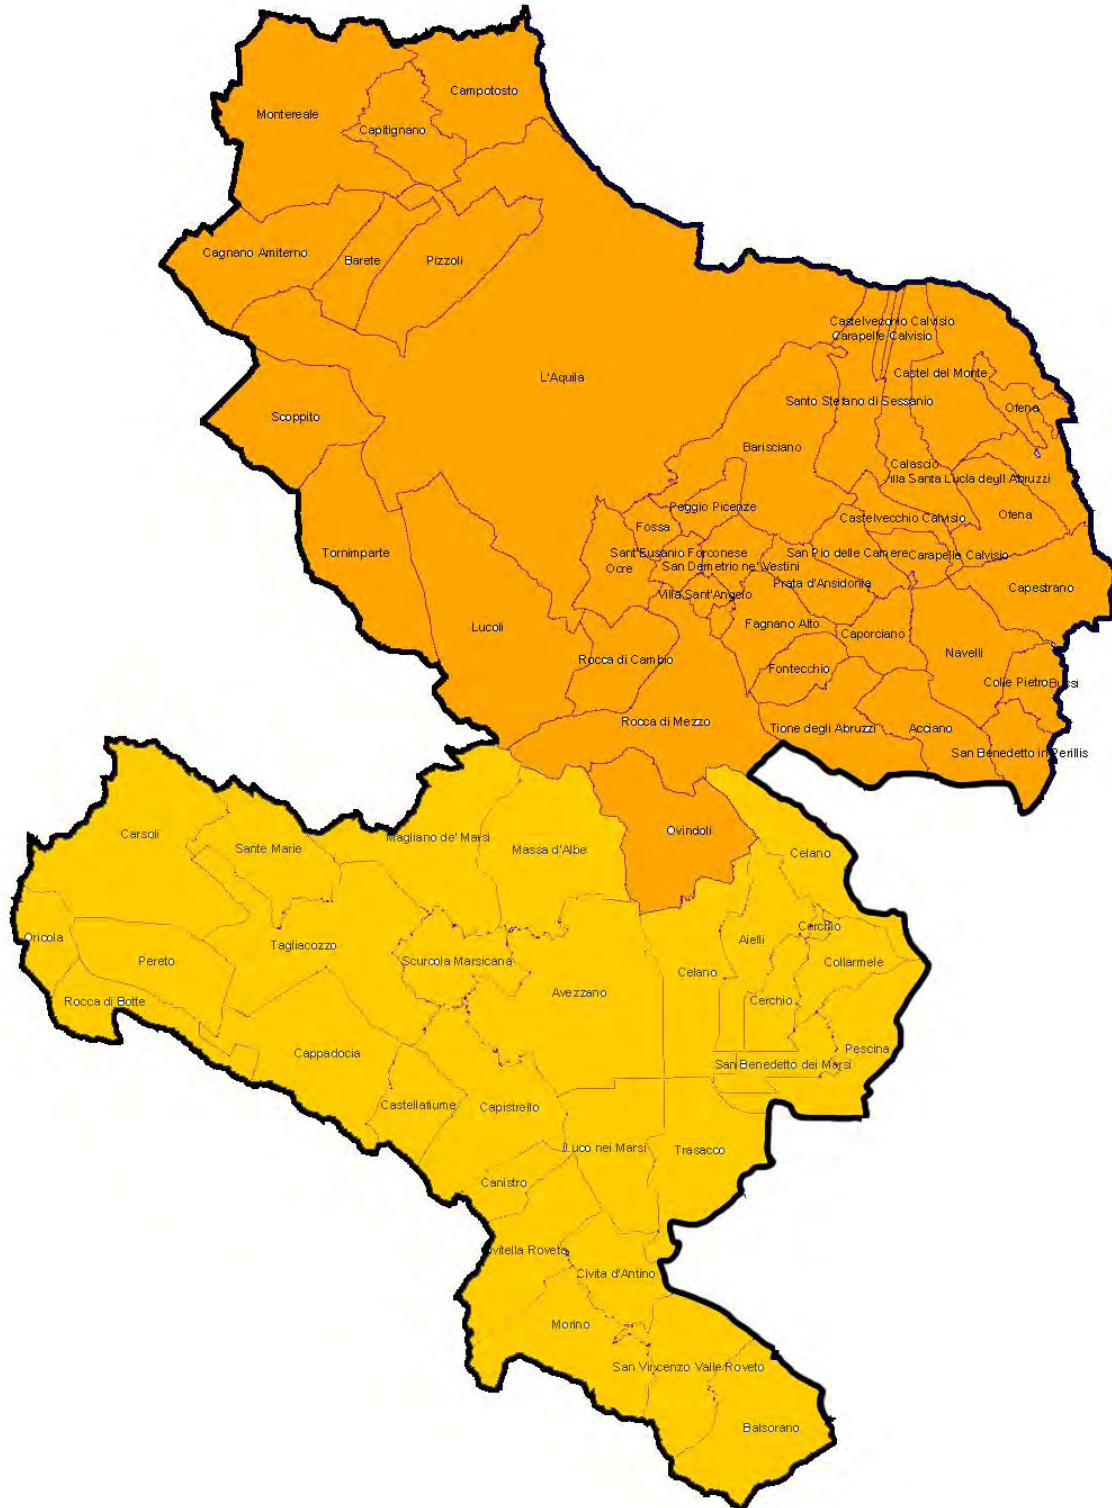 Campotosto
Montereale
Capitignano
Cagnano Amiterno
Barete
Pizzoli
Castelvecchio Calvisio
Carapelle Calvisio
L'Aquila
Castel del Monte
Santo Stefano di Sessanio
Ofena
Scoppito
Barisciano
Calascio
illa Santa Lucia degli Abruzzi
Poggio Picenze
Ofena
Castelvecchio Calvisio
Fossa
Tornimparte
Sant'Eusanio Forconese
San Pio delle Camere
Carapelle Calvisio
Ocre
San Demetrio ne' Vestini
Prata d'Ansidonia
Capestrano
Villa Sant'Angelo
Lucoli
Fagnano Alto
Caporciano
Navelli
Rocca di Cambio
Fontecchio
Colle Pietro
Bussi
Rocca di Mezzo
Tione degli Abruzzi
Acciano
San Benedetto in Perillis
Ovindoli
Carsoli
Magliano de' Marsi
Sante Marie
Massa d'Albe
Celano
Cerchio
Oricola
Tagliacozzo
Aielli
Pereto
Scurcola Marsicana
Collarmele
Celano
Avezzano
Rocca di Botte
Cerchio
Cappadocia
Pescina
San Benedetto dei Marsi
Castellafiume
Capistrello
Luco nei Marsi
Trasacco
Canistro
ivitella Roveto
Civita d'Antino
Morino
San Vincenzo Valle Roveto
Balsorano